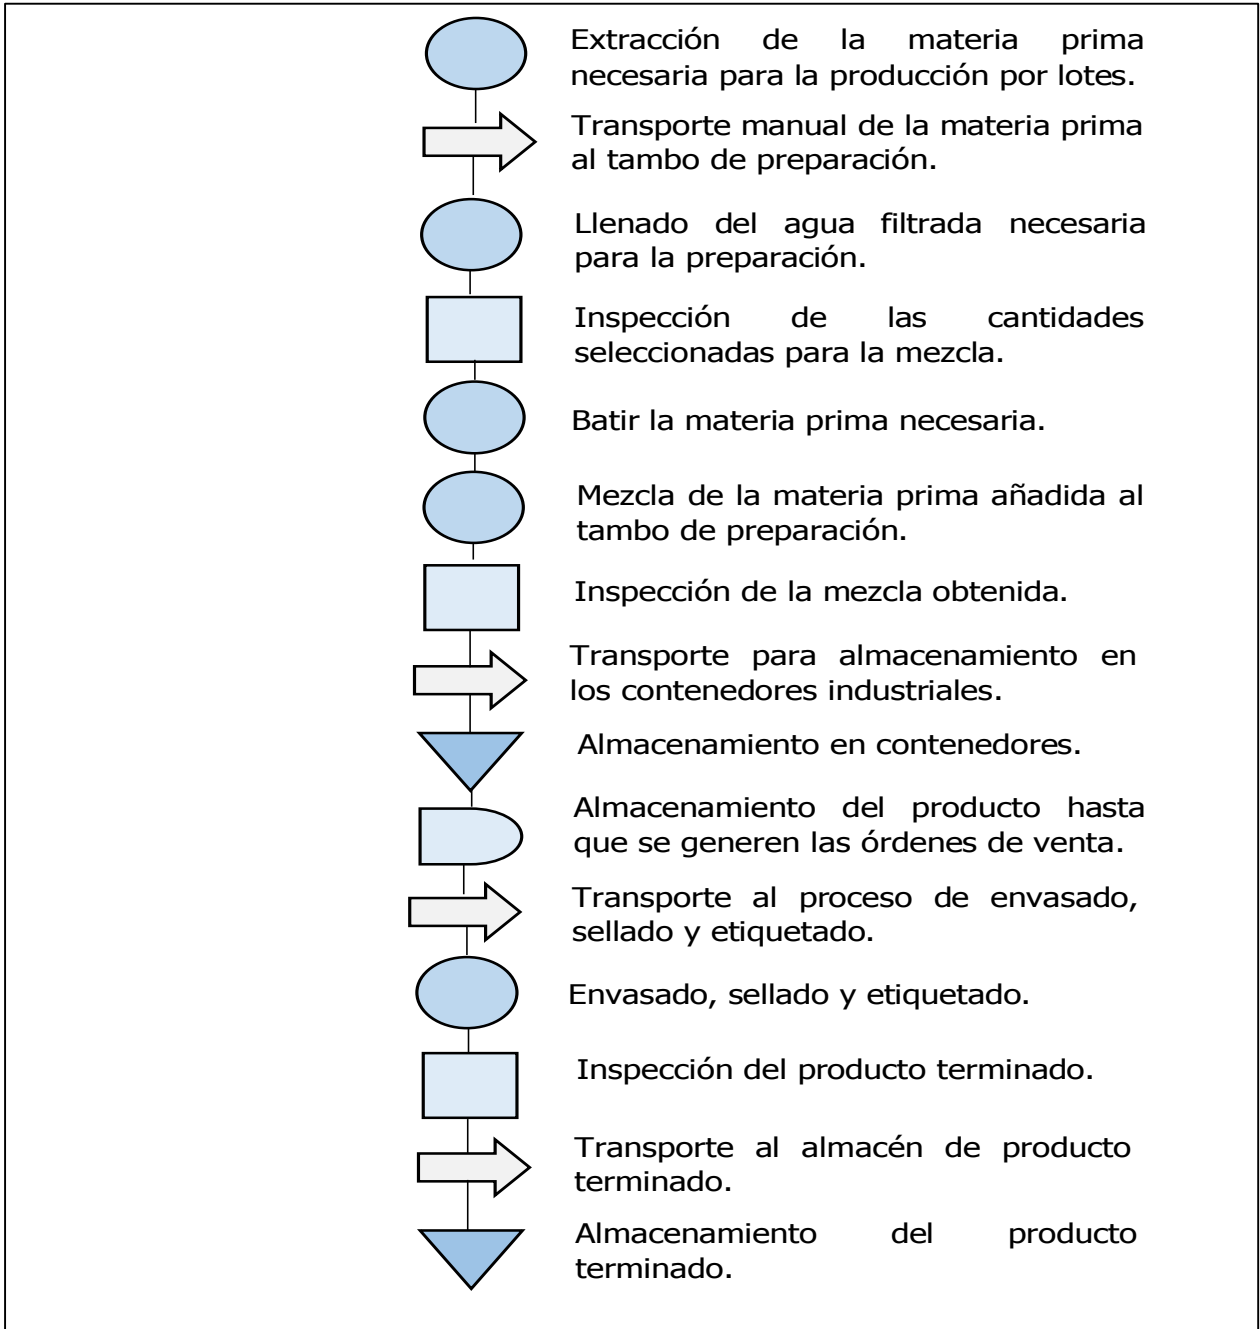 Extracción de la materia prima
necesaria para la producción por lotes.
Transporte manual de la materia prima
al tambo de preparación.
Llenado del agua filtrada necesaria
para la preparación.
Inspección de las cantidades
seleccionadas para la mezcla.
Batir la materia prima necesaria.
Mezcla de la materia prima añadida al
tambo de preparación.
Inspección de la mezcla obtenida.
Transporte para almacenamiento en
los contenedores industriales.
Almacenamiento en contenedores.
Almacenamiento del producto hasta
que se generen las órdenes de venta.
Transporte al proceso de envasado,
sellado y etiquetado.
Envasado, sellado y etiquetado.
Inspección del producto terminado.
Transporte al almacén de producto
terminado.
Almacenamiento del producto
terminado.